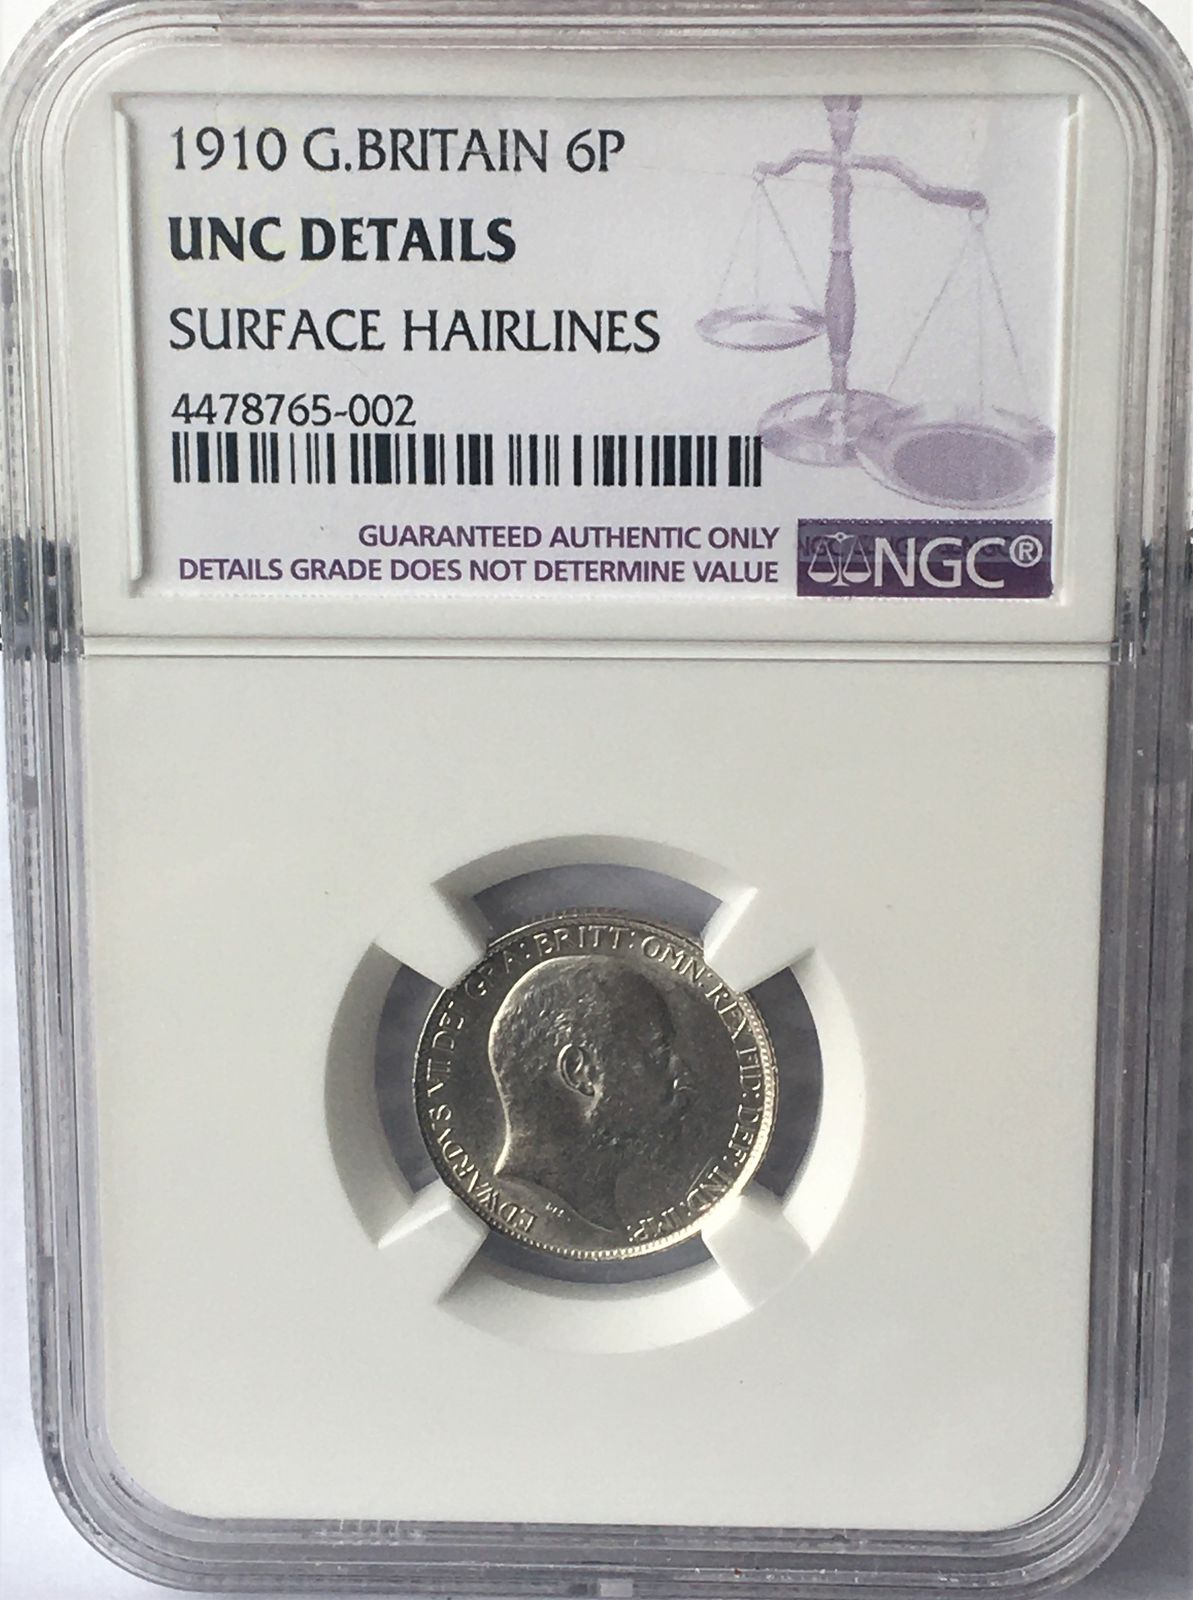 1910 G.BRITAIN 6P
UNC DETAILS
SURFACE HAIRLINES
4478765-002
GUARANTEED AUTHENTIC ONLY
DETAILS GRADE DOES NOT DETERMINE VALUE
NGC®
EDWARDVS VII DEI GRA: BRITT: OMN: REX FID: DEF: IND: IMP: